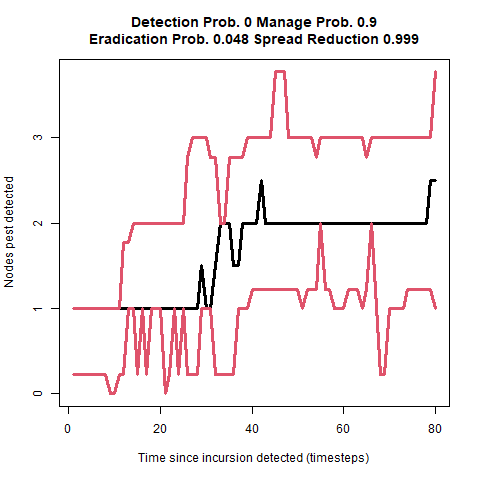 Detection Prob. 0 Manage Prob. 0.9
Eradication Prob. 0.048 Spread Reduction 0.999
Nodes pest detected
3
2
1
0
0 20 40 60 80
Time since incursion detected (timesteps)